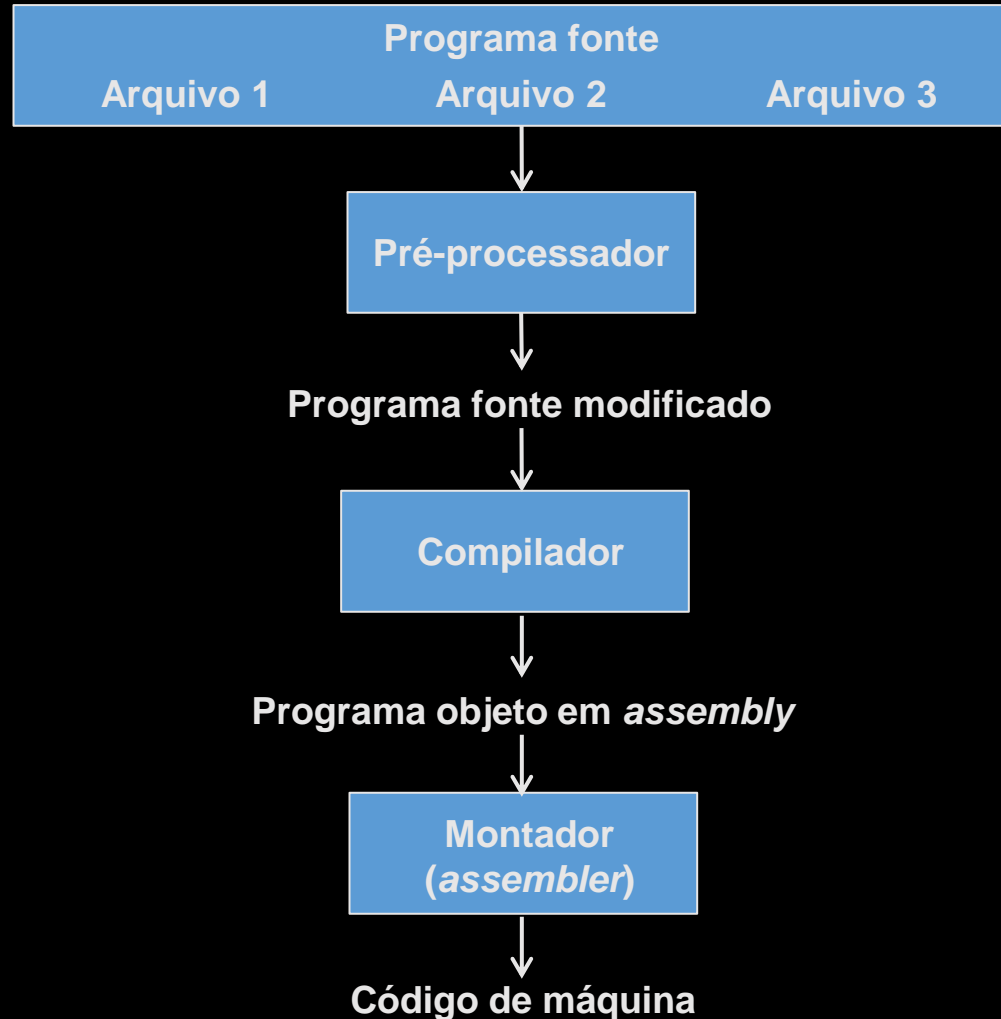 Programa fonte
Arquivo 1 Arquivo 2 Arquivo 3
Pré-processador
Programa fonte modificado
Compilador
Programa objeto em assembly
Montador
(assembler)
Código de máquina